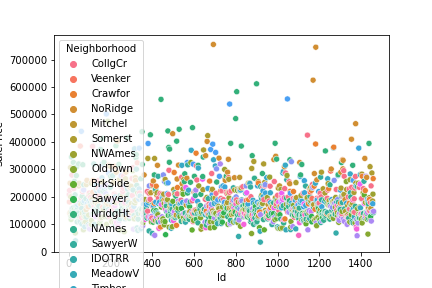 Neighborhood
CollgCr
Veenker
Crawfor
NoRidge
Mitchel
Somerst
NWAmes
OldTown
BrkSide
Sawyer
NridgHt
NAmes
SawyerW
IDOTRR
MeadowV
Timber
700000
600000
500000
400000
300000
200000
100000
0
400 600 800 1000 1200 1400
Id